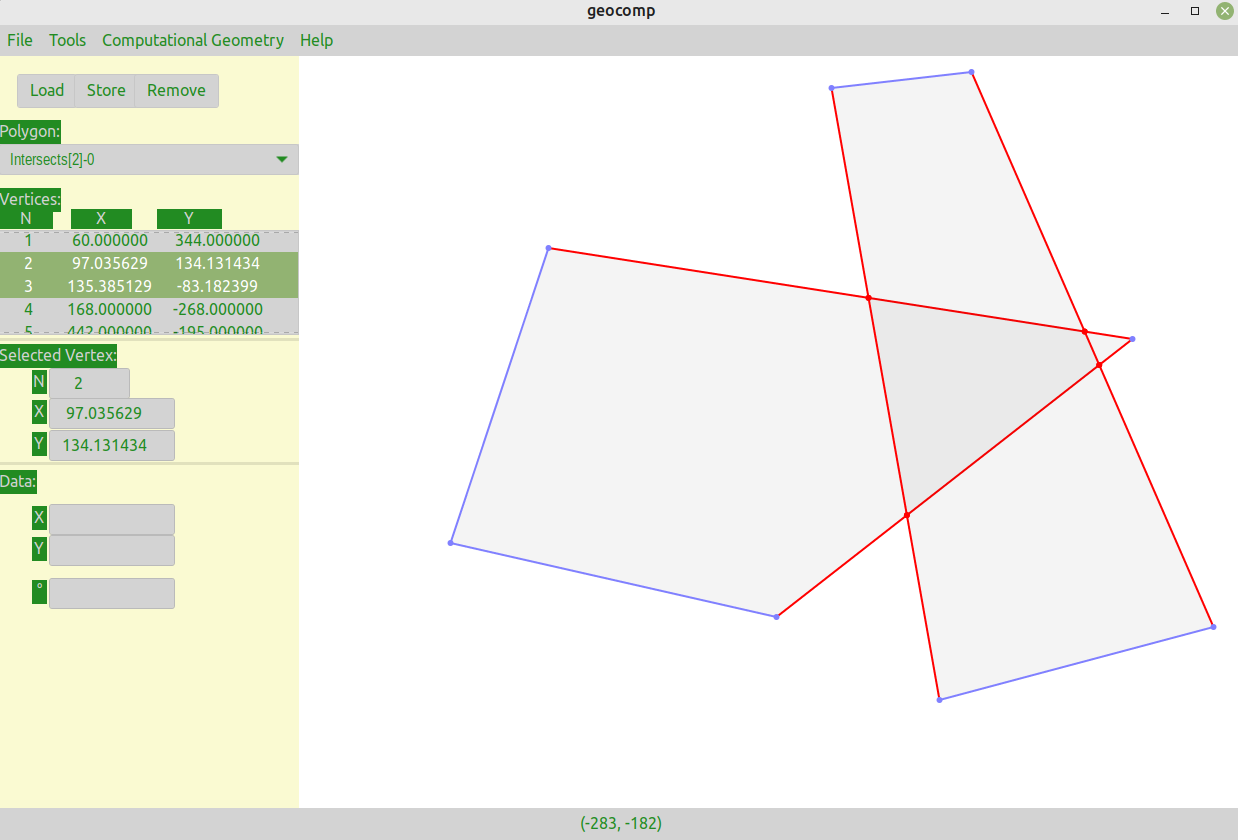 geocomp
File Tools Computational Geometry Help
Load Store Remove
Polygon:
Intersects[2]-0
Vertices:
N X Y
1 60.000000 344.000000
2 97.035629 134.131434
3 135.385129 -83.182399
4 168.000000 -268.000000
5 442.000000 -195.000000
Selected Vertex:
N 2
X 97.035629
Y 134.131434
Data:
X
Y
°
(-283, -182)